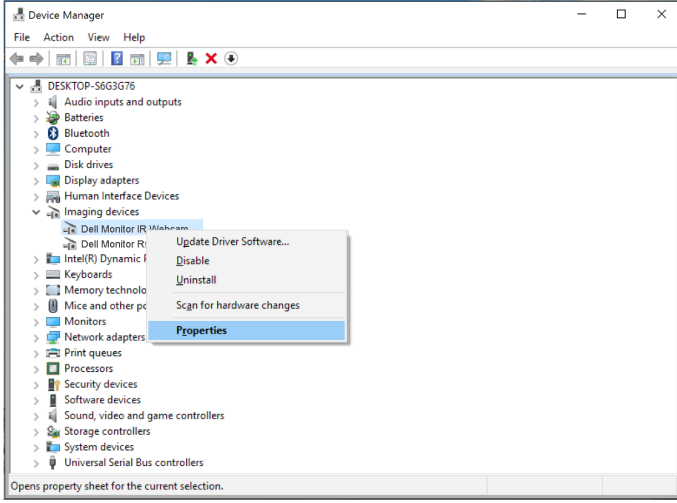 Device Manager
File Action View Help
DESKTOP-S6G3G76
Audio inputs and outputs
Batteries
Bluetooth
Computer
Disk drives
Display adapters
Human Interface Devices
Imaging devices
Dell Monitor IR Webcam
Dell Monitor
Intel(R) Dynamic
Keyboards
Memory
Mice and other
Monitors
Network adapters
Print queues
Processors
Security devices
Software devices
Sound, video and game controllers
Storage controllers
System devices
Universal Serial Bus controllers
Update Driver Software...
Disable
Uninstall
Scan for hardware changes
Properties
Opens property sheet for the current selection.